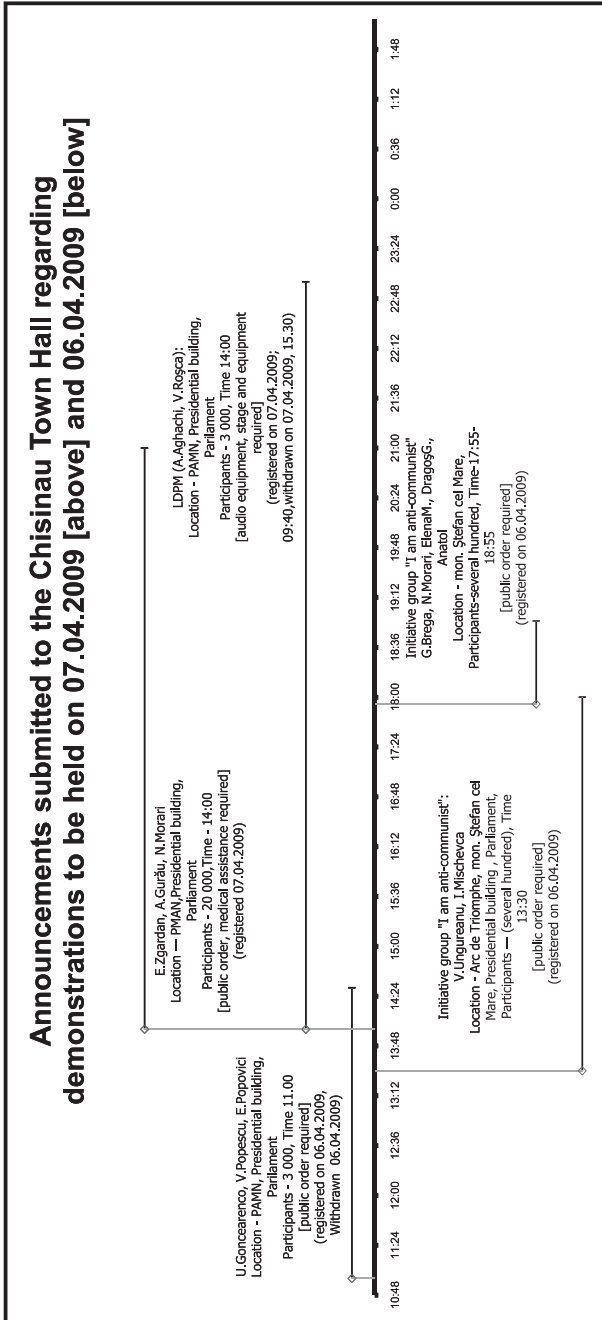 Announcements submitted to the Chisinau Town Hall regarding
demonstrations to be held on 07.04.2009 [above] and 06.04.2009 [below]
U.Goncearenco, V.Popescu, E.Popovici
Location - PAMN, Presidential building,
Parilament
Participants - 3 000, Time 11.00
[public order required]
(registered on 06.04.2009,
Withdrawn 06.04.2009)
E.Zgardan, A.Gurău, N.Morari
Location — PMAN,Presidential building,
Parliament
Participants - 20 000,Time - 14:00
[public order, medical assistance required]
(registered 07.04.2009)
LDPM (A.Aghachi, V.Roşca):
Location - PAMN, Presidential building,
Parilament
Participants - 3 000, Time 14:00
[audio equipment, stage and equipment
required]
(registered on 07.04.2009;
09:40,withdrawn on 07.04.2009, 15.30)
10:48 11:24 12:00 12:36 13:12 13:48 14:24 15:00 15:36 16:12 16:48 17:24 18:00 18:36 19:12 19:48 20:24 21:00 21:36 22:12 22:48 23:24 0:00 0:36 1:12 1:48
Initiative group "I am anti-communist":
V.Ungureanu, I.Mischevca
Location - Arc de Triomphe, mon. Ştefan cel
Mare, Presidential building , Parliament,
Participants — (several hundred), Time
13:30
[public order required]
(registered on 06.04.2009)
Initiative group "I am anti-communist"
G.Brega, N.Morari, ElenaM., DragoşG.,
Anatol
Location - mon. Ştefan cel Mare,
Participants-several hundred, Time-17:55-
18:55
[public order required]
(registered on 06.04.2009)